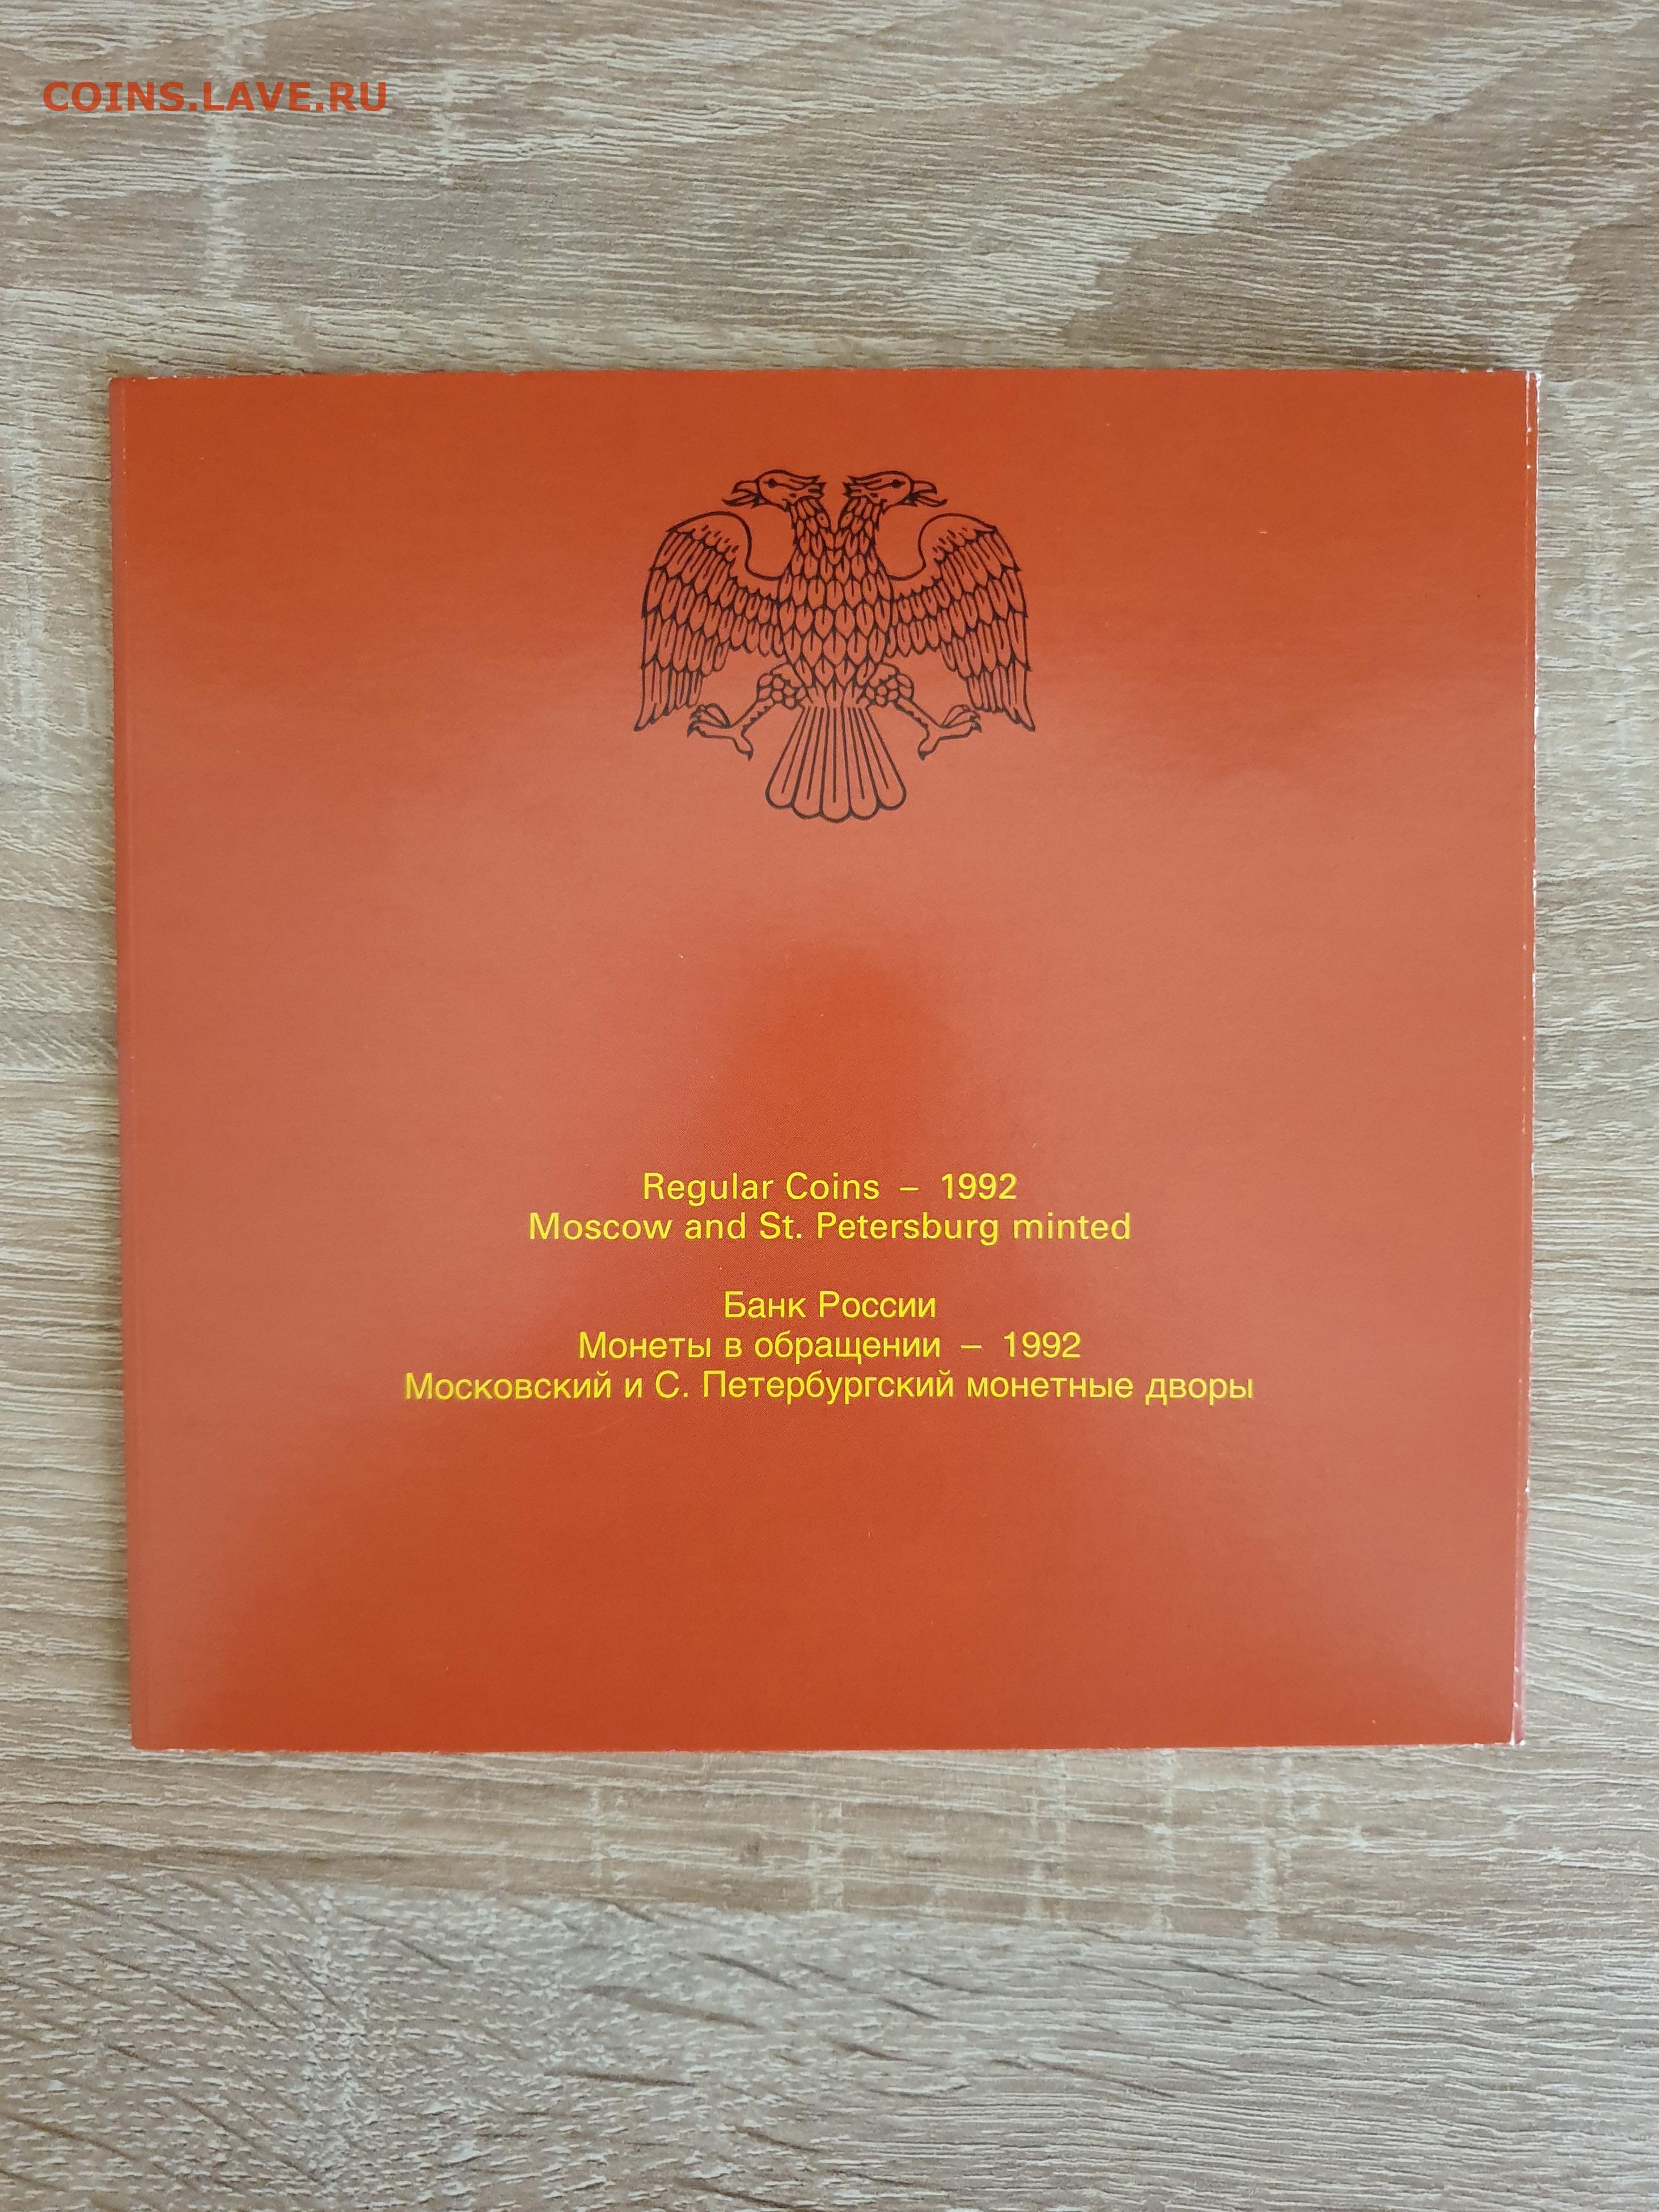 COINS.LAVE.RU
Regular Coins – 1992
Moscow and St. Petersburg minted
Банк России
Монеты в обращении – 1992
Московский и С. Петербургский монетные дворы